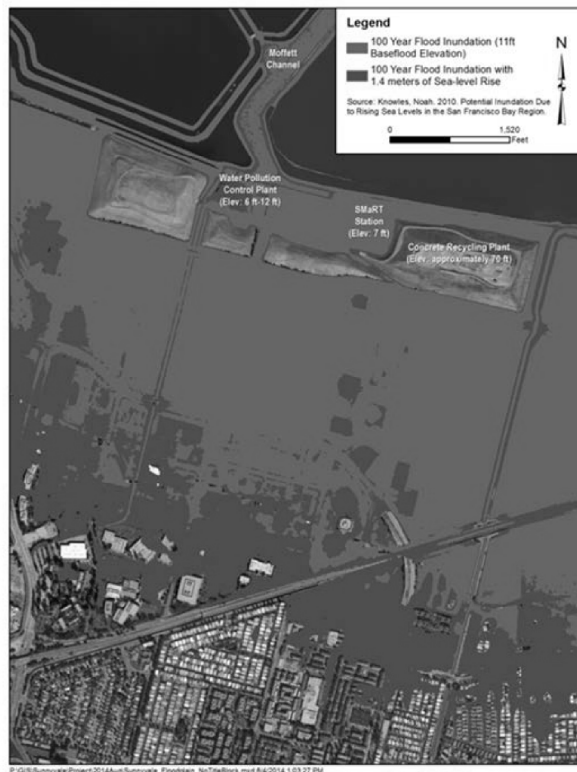 Legend
100 Year Flood Inundation (11ft
Baseflood Elevation)
100 Year Flood Inundation with
1.4 meters of Sea-level Rise
Source: Knowles, Noah. 2010. Potential Inundation Due
to Rising Sea Levels in the San Francisco Bay Region.
N
0 1,520
Feet
Moffett
Channel
Water Pollution
Control Plant
(Elev: 6 ft-12 ft)
SMaRT
Station
(Elev: 7 ft)
Concrete Recycling Plant
(Elev: approximately 70 ft)